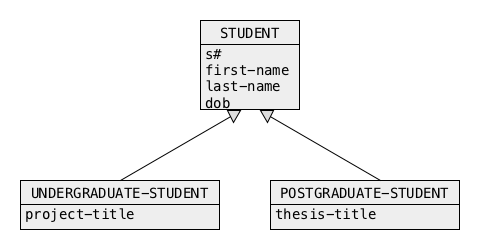 STUDENT
s#
first-name
last-name
dob
UNDERGRADUATE-STUDENT
project-title
POSTGRADUATE-STUDENT
thesis-title